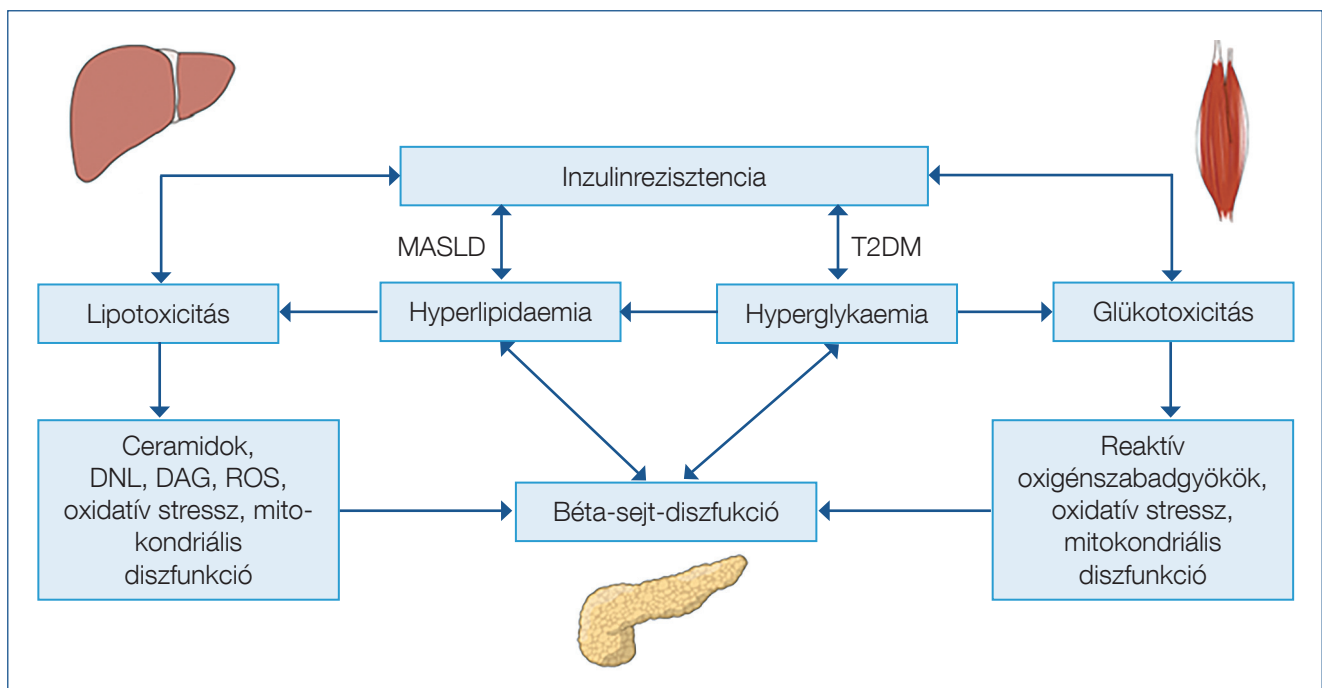 Inzulinrezisztencia
MASLD
T2DM
Lipotoxicitás
Hyperlipidaemia
Hyperglykaemia
Glükotoxicitás
Ceramidok,
DNL, DAG, ROS,
oxidatív stressz, mito-
kondriális
diszfunkció
Béta-sejt-diszfukció
Reaktív
oxigénszabadgyökök,
oxidatív stressz,
mitokondriális
diszfunkció